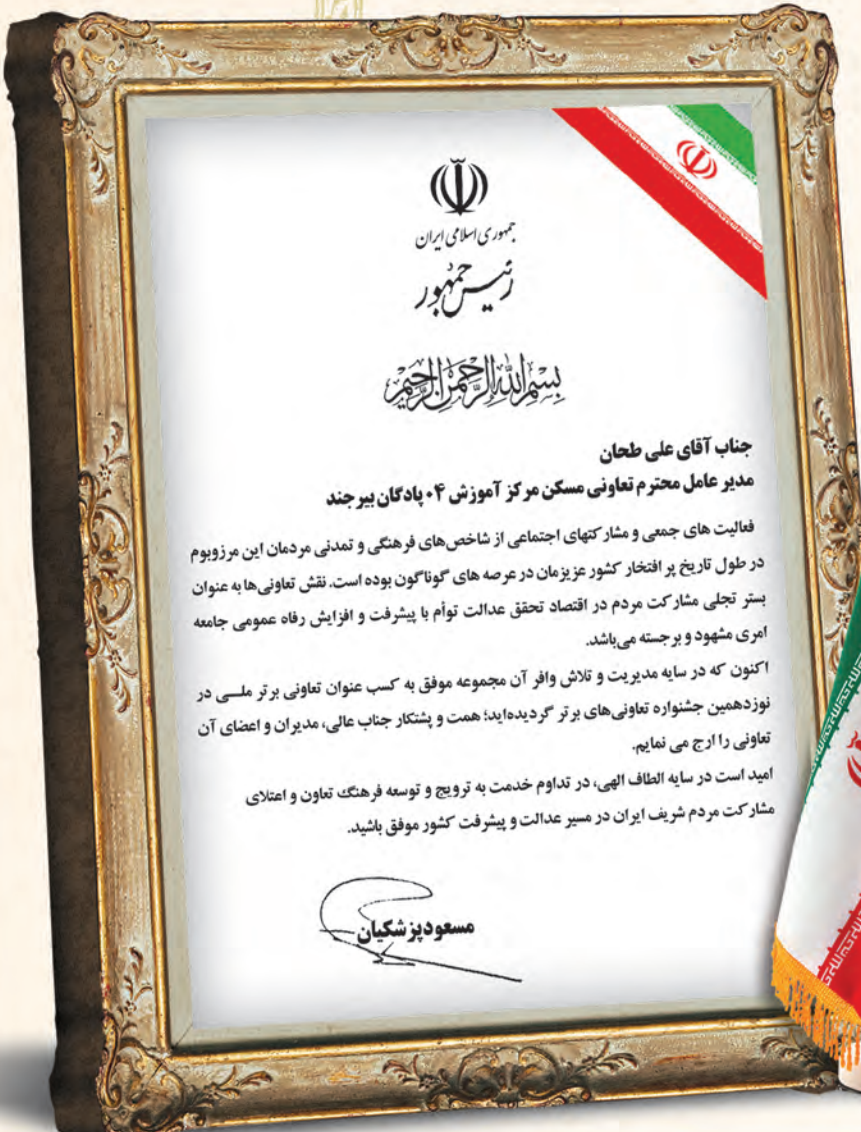 جمهوری اسلامی ایران
رئیس جمهور
بسم الله الرحمن الرحیم
جناب آقای علی طحان
مدیر عامل محترم تعاونی مسکن مرکز آموزش ۰۴ پادگان بیرجند
فعالیت های جمعی و مشارکتهای اجتماعی از شاخص‌های فرهنگی و تمدنی مردمان این مرزوبوم
در طول تاریخ پر افتخار کشور عزیزمان در عرصه های گوناگون بوده است. نقش تعاونی‌ها به عنوان
بستر تجلی مشارکت مردم در اقتصاد تحقق عدالت توأم با پیشرفت و افزایش رفاه عمومی جامعه
امری مشهود و برجسته می‌باشد.
اکنون که در سایه مدیریت و تلاش وافر آن مجموعه موفق به کسب عنوان تعاونی برتر ملی در
نوزدهمین جشنواره تعاونی‌های برتر گردیده‌اید؛ همت و پشتکار جناب عالی، مدیران و اعضای آن
تعاونی را ارج می نمایم.
امید است در سایه الطاف الهی، در تداوم خدمت به ترویج و توسعه فرهنگ تعاون و اعتلای
مشارکت مردم شریف ایران در مسیر عدالت و پیشرفت کشور موفق باشید.
مسعود پزشکیان